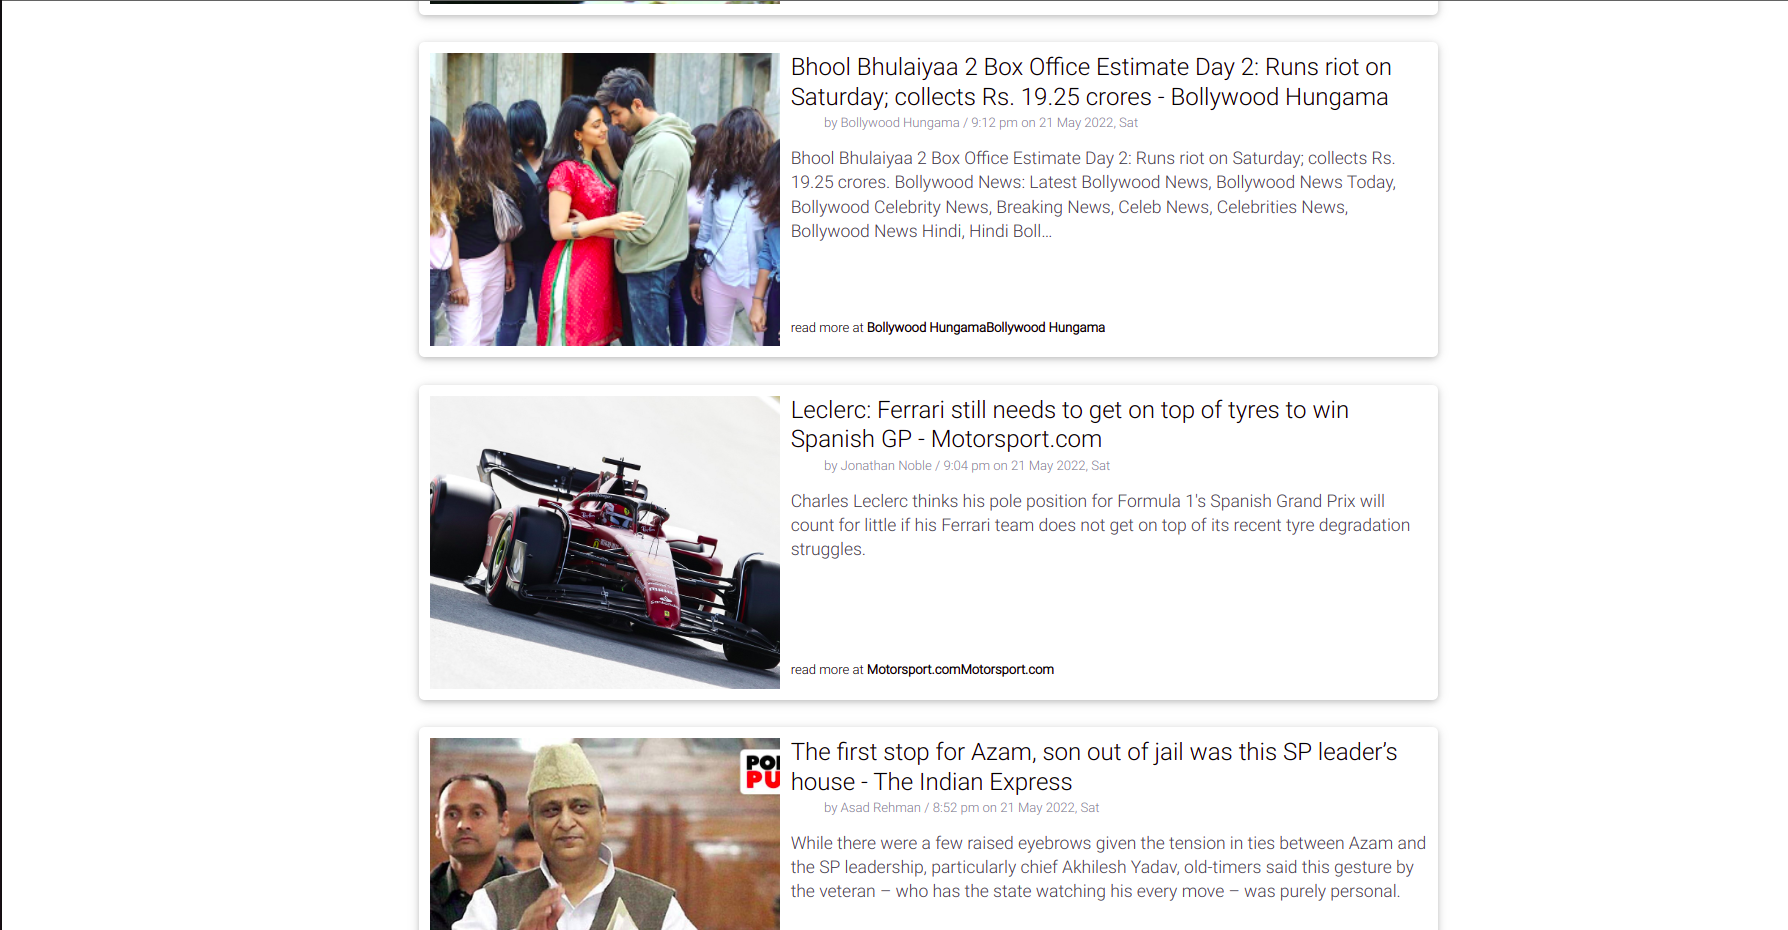 Bhool Bhulaiyaa 2 Box Office Estimate Day 2: Runs riot on
Saturday; collects Rs. 19.25 crores - Bollywood Hungama
by Bollywood Hungama / 9:12 pm on 21 May 2022, Sat
Bhool Bhulaiyaa 2 Box Office Estimate Day 2: Runs riot on Saturday; collects Rs.
19.25 crores. Bollywood News: Latest Bollywood News, Bollywood News Today,
Bollywood Celebrity News, Breaking News, Celeb News, Celebrities News,
Bollywood News Hindi, Hindi Boll...
read more at Bollywood HungamaBollywood Hungama
Leclerc: Ferrari still needs to get on top of tyres to win
Spanish GP - Motorsport.com
by Jonathan Noble / 9:04 pm on 21 May 2022, Sat
Charles Leclerc thinks his pole position for Formula 1's Spanish Grand Prix will
count for little if his Ferrari team does not get on top of its recent tyre degradation
struggles.
read more at Motorsport.comMotorsport.com
PO
PU
The first stop for Azam, son out of jail was this SP leader’s
house - The Indian Express
by Asad Rehman / 8:52 pm on 21 May 2022, Sat
While there were a few raised eyebrows given the tension in ties between Azam and
the SP leadership, particularly chief Akhilesh Yadav, old-timers said this gesture by
the veteran – who has the state watching his every move – was purely personal.